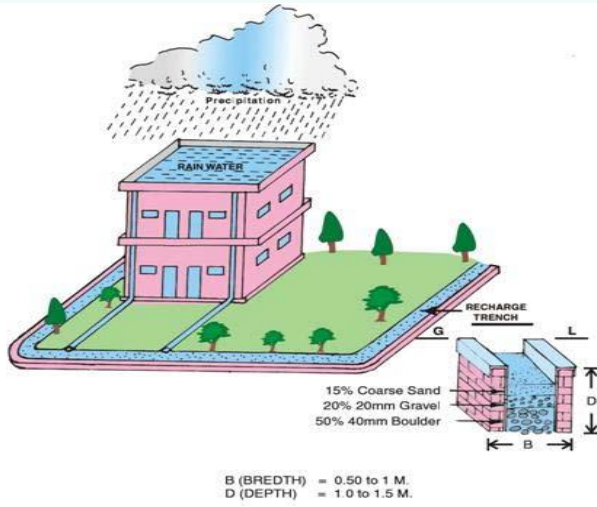 Precipitation
RAIN WATER
RECHARGE
TRENCH
G
L
15% Coarse Sand
20% 20mm Gravel
50% 40mm Boulder
D
B
B (BREDTH) = 0.50 to 1 M.
D (DEPTH) = 1.0 to 1.5 M.